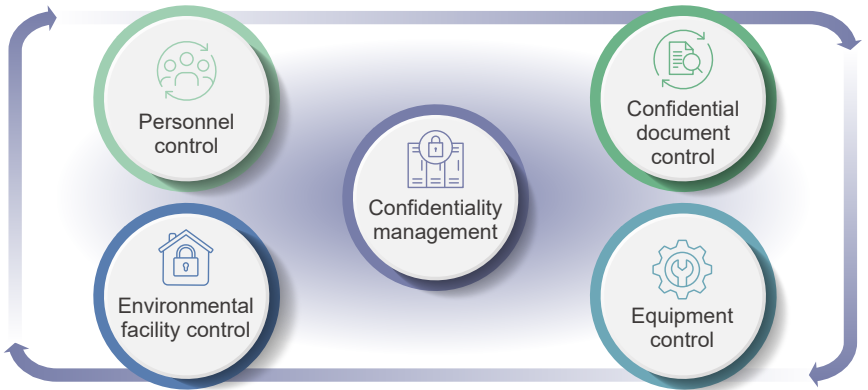 Personnel
control
Confidential
document
control
Confidentiality
management
Environmental
facility control
Equipment
control